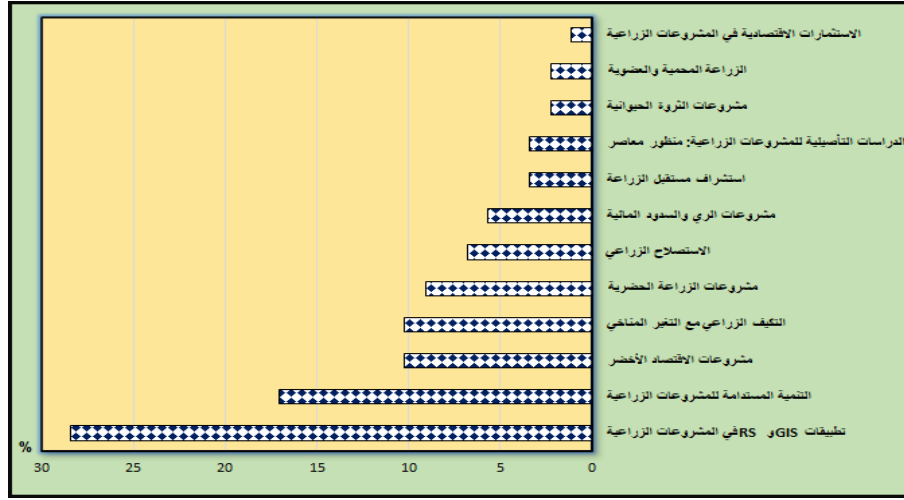 الاستثمارات الاقتصادية في المشروعات الزراعية
الزراعة المحمية والعضوية
مشروعات الثروة الحيوانية
الدراسات التأصيلية للمشروعات الزراعية: منظور معاصر
استشراف مستقبل الزراعة
مشروعات الري والسدود المائية
الاستصلاح الزراعي
مشروعات الزراعة الحضرية
التكيف الزراعي مع التغير المناخي
مشروعات الاقتصاد الأخضر
التنمية المستدامة للمشروعات الزراعية
تطبيقات GIS و RS في المشروعات الزراعية
%
30 25 20 15 10 5 0